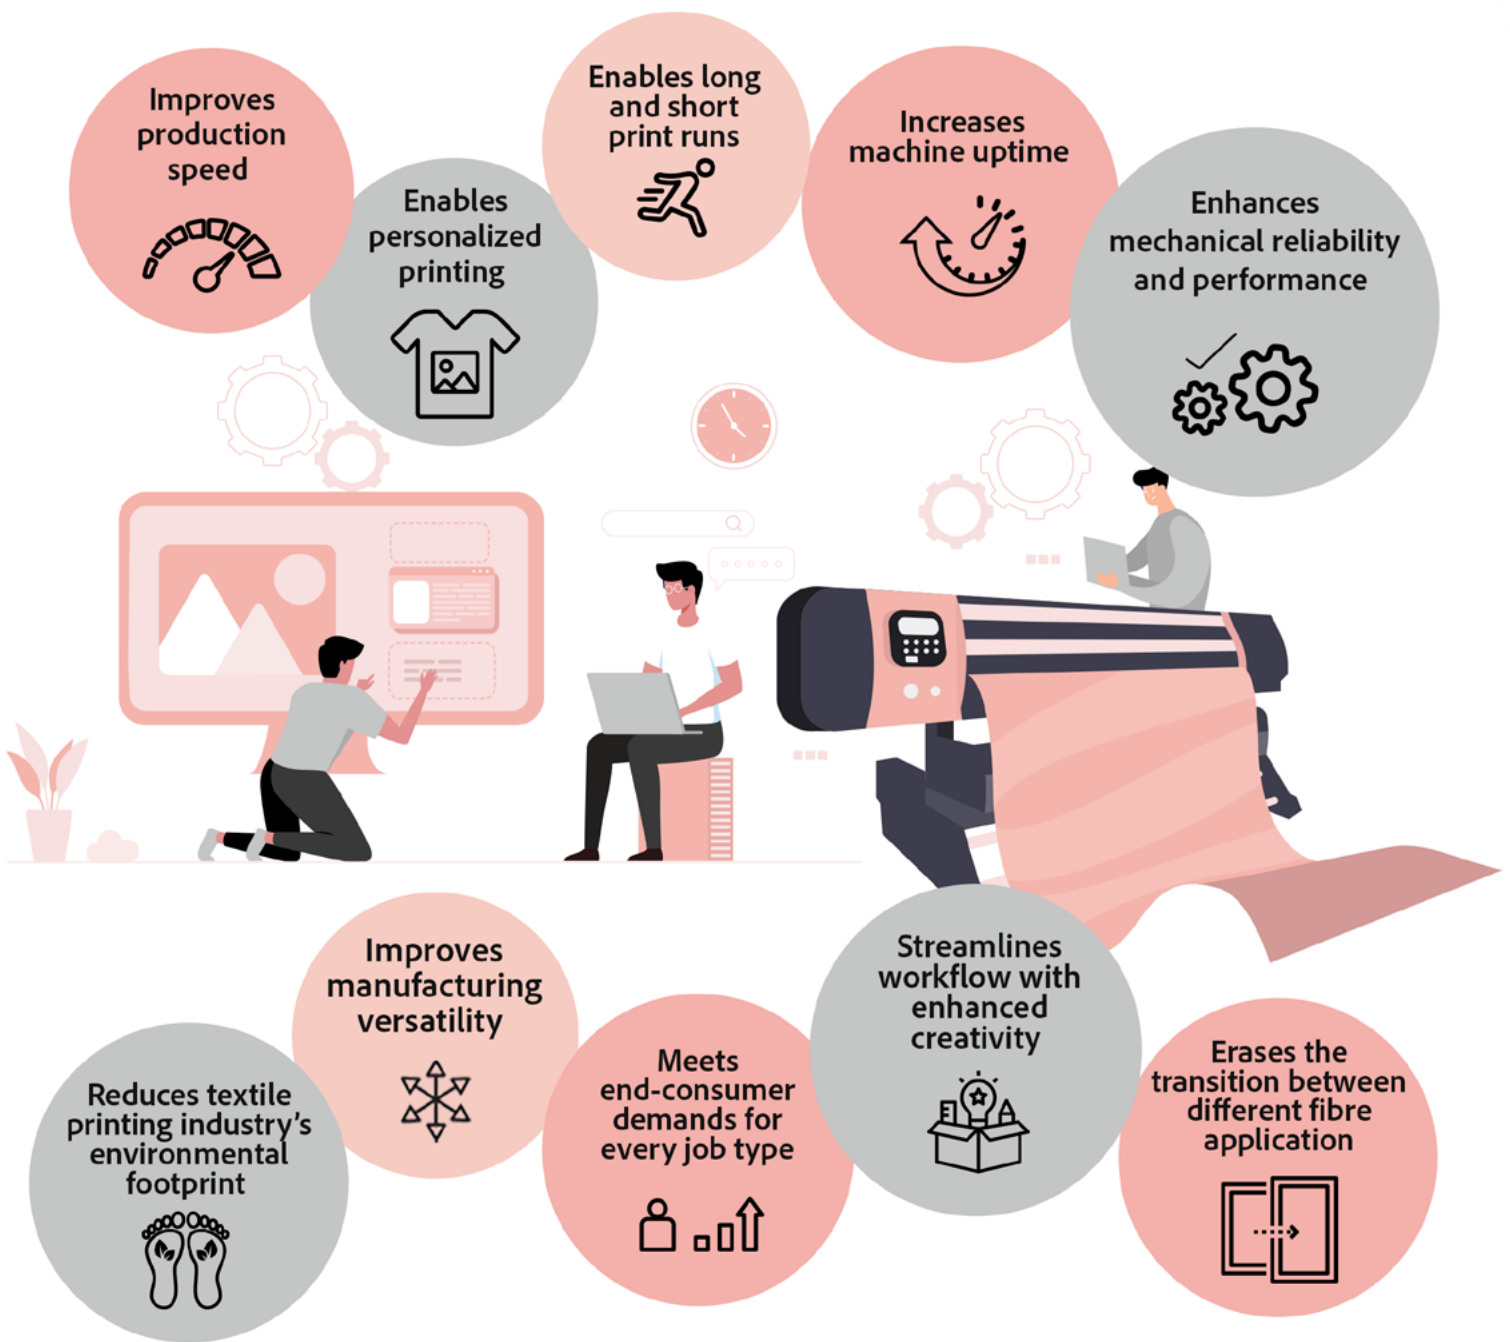 Improves
production
speed
Enables
personalized
printing
Enables long
and short
print runs
Increases
machine uptime
Enhances
mechanical reliability
and performance
Reduces textile
printing industry's
environmental
footprint
Improves
manufacturing
versatility
Meets
end-consumer
demands for
every job type
Streamlines
workflow with
enhanced
creativity
Erases the
transition between
different fibre
application